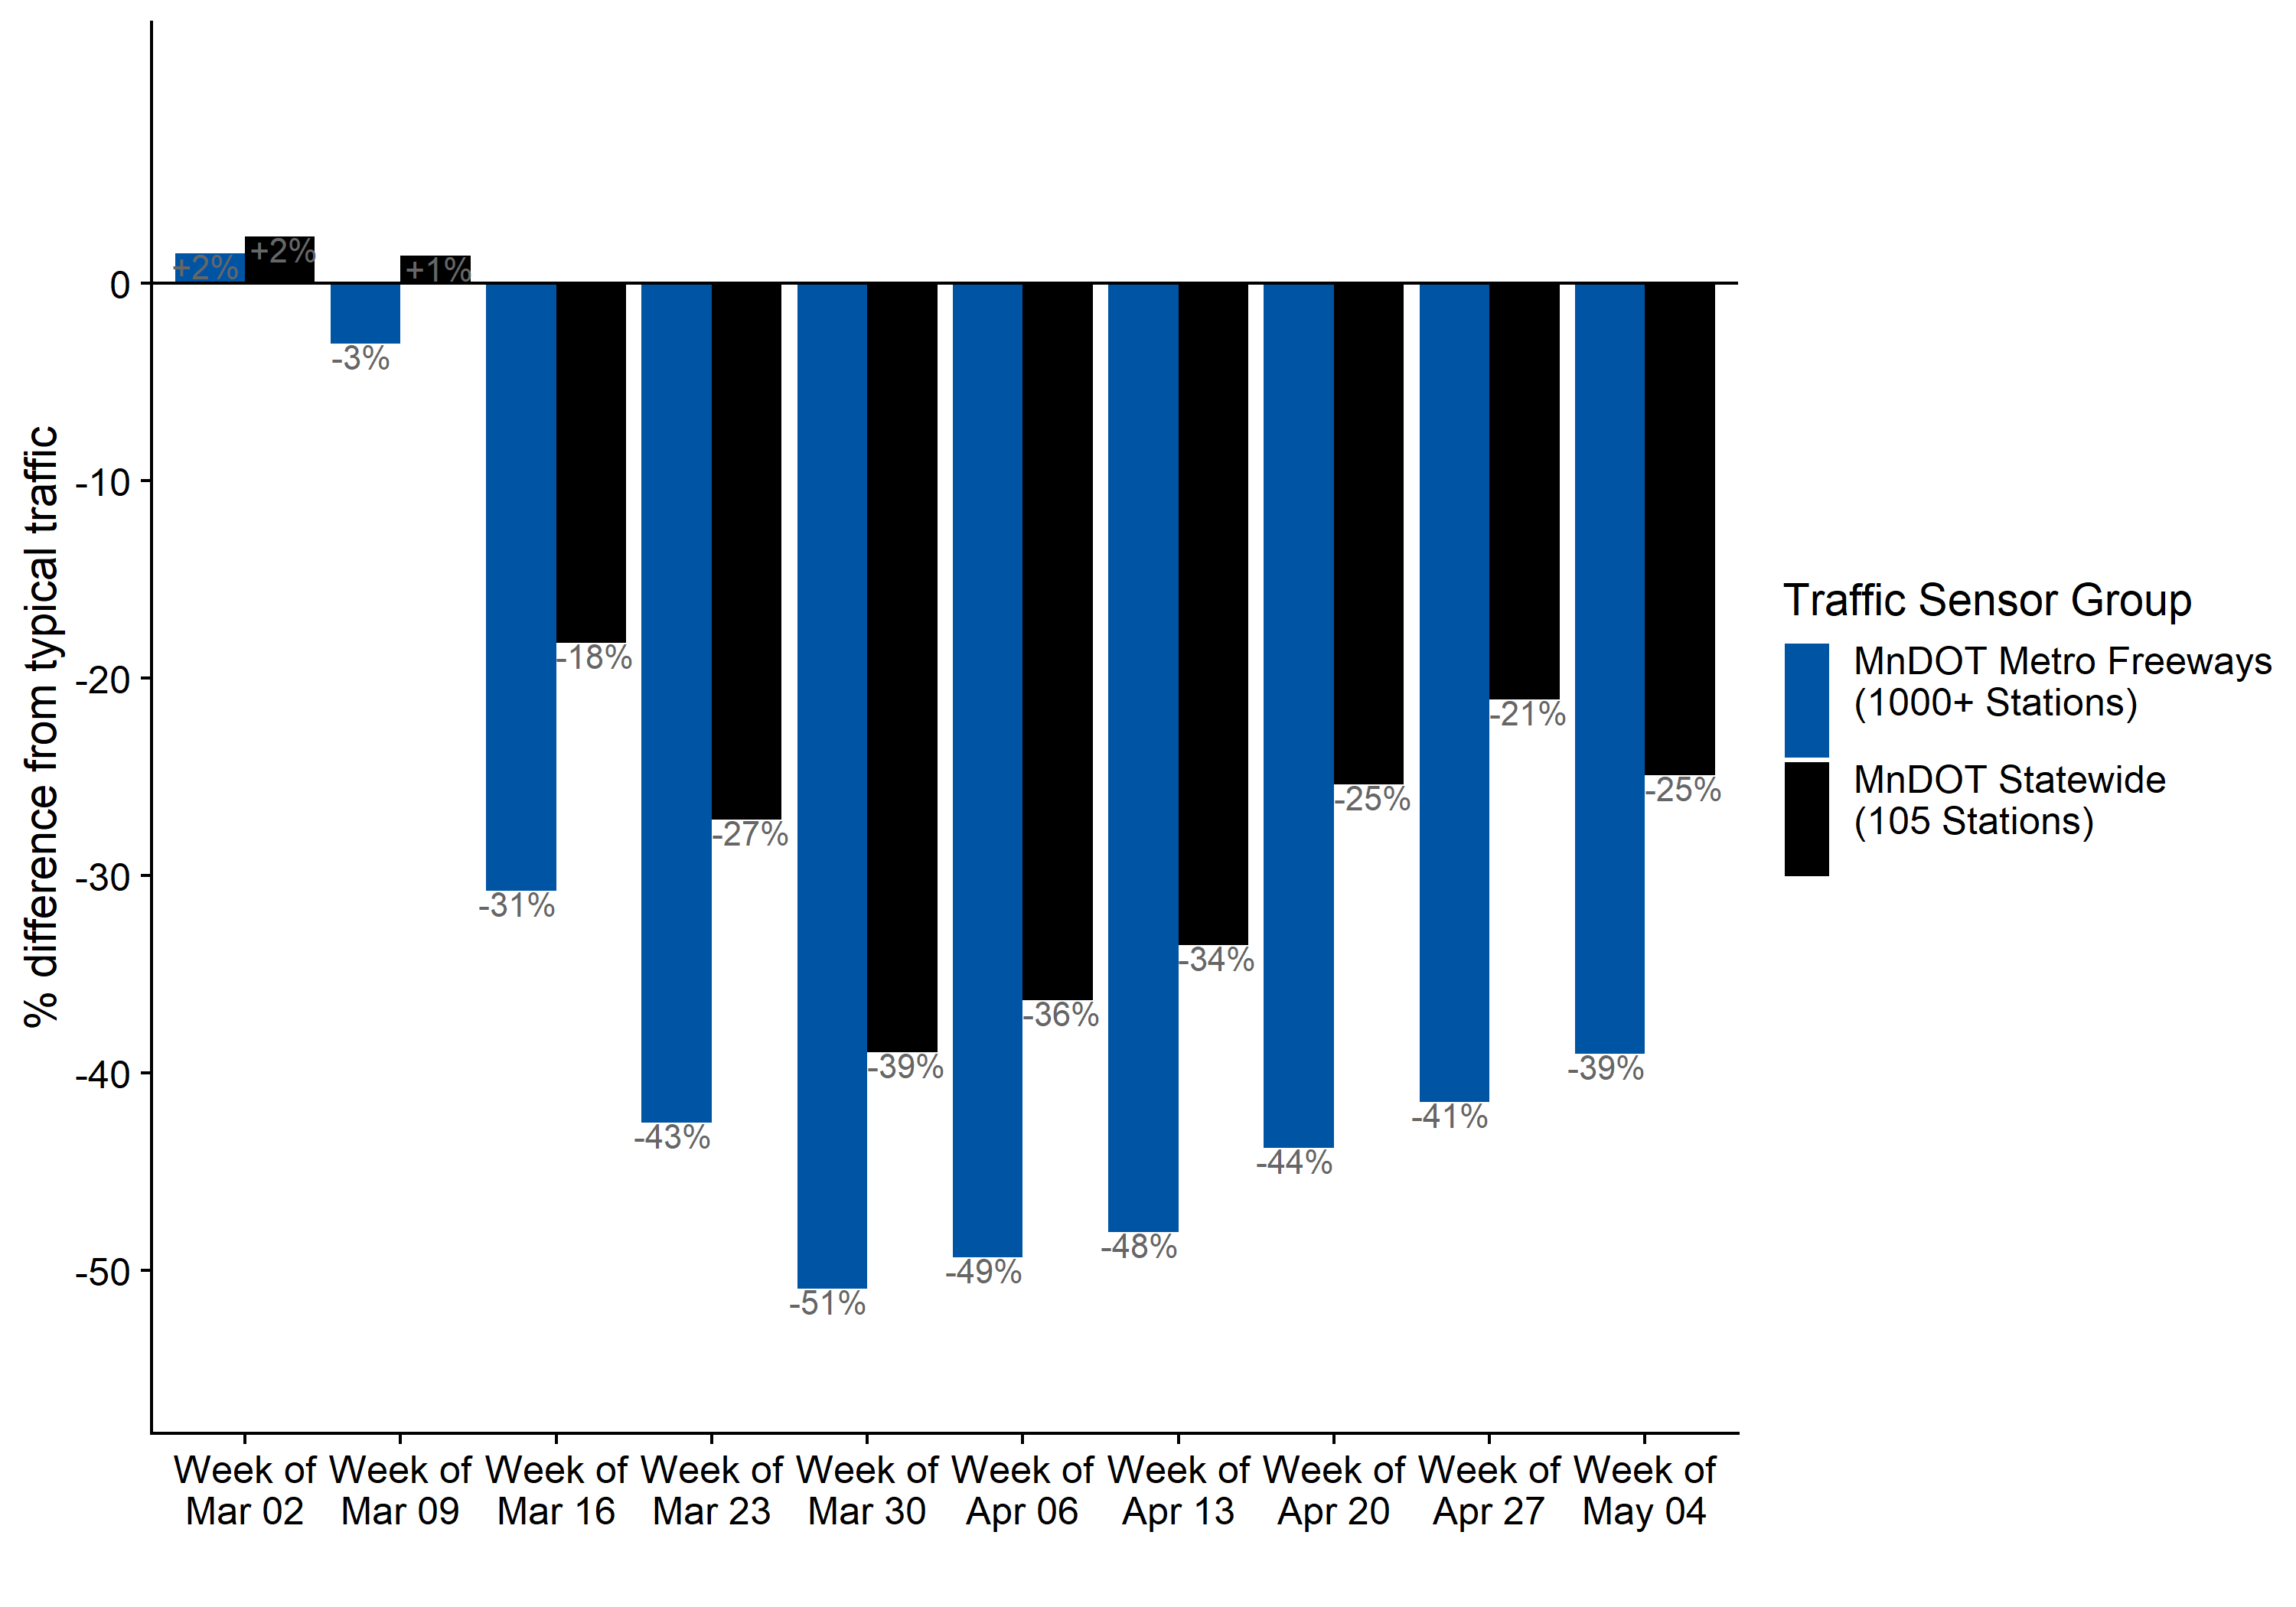 % difference from typical traffic
0
-10
-20
-30
-40
-50
+2%
+2%
-3%
+1%
-31%
-18%
-43%
-27%
-51%
-39%
-49%
-36%
-48%
-34%
-44%
-25%
-41%
-21%
-39%
-25%
Week of
Mar 02
Week of
Mar 09
Week of
Mar 16
Week of
Mar 23
Week of
Mar 30
Week of
Apr 06
Week of
Apr 13
Week of
Apr 20
Week of
Apr 27
Week of
May 04
Traffic Sensor Group
MnDOT Metro Freeways
(1000+ Stations)
MnDOT Statewide
(105 Stations)